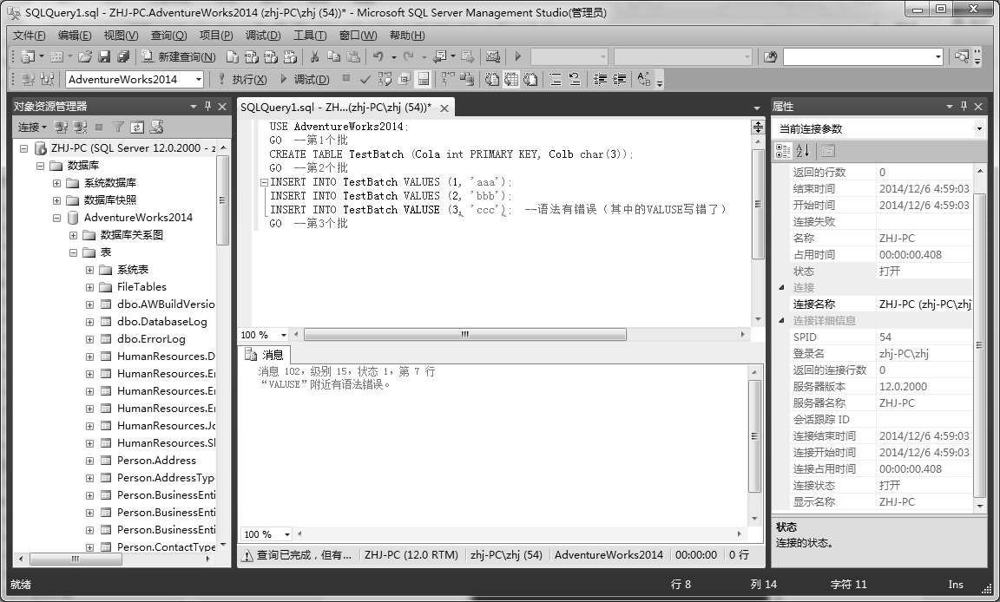 SQLQuery1.sql - ZHJ-PC.AdventureWorks2014 (zhj-PC\zhj (54))* - Microsoft SQL Server Management Studio(管理员)
文件(F) 编辑(E) 视图(V) 查询(Q) 项目(P) 调试(D) 工具(T) 窗口(W) 帮助(H)
新建查询(N)
AdventureWorks2014 执行(X) 调试(D)
对象资源管理器
连接
ZHJ-PC (SQL Server 12.0.2000 - z
数据库
系统数据库
数据库快照
AdventureWorks2014
数据库关系图
表
系统表
FileTables
dbo.AWBuildVersio
dbo.DatabaseLog
dbo.ErrorLog
HumanResources.D
HumanResources.Er
HumanResources.Er
HumanResources.Er
HumanResources.Jc
HumanResources.Sl
Person.Address
Person.AddressTyp
Person.BusinessEnti
Person.BusinessEnti
Person.BusinessEnti
Person.ContactType
SQLQuery1.sql - ZH...(zhj-PC\zhj (54))*
USE AdventureWorks2014;
GO --第1个批
CREATE TABLE TestBatch (Cola int PRIMARY KEY, Colb char(3));
GO --第2个批
INSERT INTO TestBatch VALUES (1, 'aaa');
INSERT INTO TestBatch VALUES (2, 'bbb');
INSERT INTO TestBatch VALUSE (3, 'ccc'); --语法有错误（其中的VALUSE写错了）
GO --第3个批
100 %
消息
消息 102，级别 15，状态 1，第 7 行
“VALUSE”附近有语法错误。
100 %
查询已完成，但有... ZHJ-PC (12.0 RTM) zhj-PC\zhj (54) AdventureWorks2014 00:00:00 0 行
属性
当前连接参数
返回的行数 0
结束时间 2014/12/6 4:59:03
开始时间 2014/12/6 4:59:03
连接失败
名称 ZHJ-PC
占用时间 00:00:00.408
状态 打开
连接
连接名称 ZHJ-PC (zhj-PC\zhj
连接详细信息
SPID 54
登录名 zhj-PC\zhj
返回的连接行数 0
服务器版本 12.0.2000
服务器名称 ZHJ-PC
会话跟踪 ID
连接结束时间 2014/12/6 4:59:03
连接开始时间 2014/12/6 4:59:03
连接占用时间 00:00:00.408
连接状态 打开
显示名称 ZHJ-PC
状态
连接的状态。
就绪 行 8 列 14 字符 11 Ins